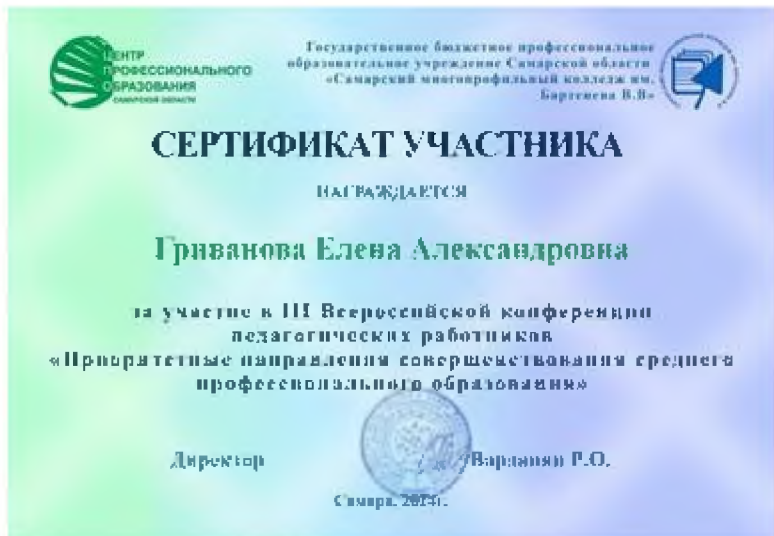 ЦЕНТР
ПРОФЕССИОНАЛЬНОГО
ОБРАЗОВАНИЯ
САМАРСКОЙ ОБЛАСТИ
Государственное бюджетное профессиональное
образовательное учреждение Самарской области
«Самарский многопрофильный колледж им.
Бартенева В.В»
СЕРТИФИКАТ УЧАСТНИКА
НАГРАЖДАЕТСЯ
Гриванова Елена Александровна
за участие в III Всероссийской конференции
педагогических работников
«Приоритетные направления совершенствования среднего
профессионального образования»
Директор Варданян Р.О.
Самара,